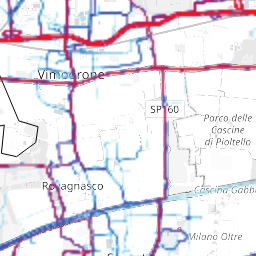 Vimodrone
SP160
Parco delle
Cascine
di Pioltello
Rovagnasco
Cascina Gabba
Milano Oltre